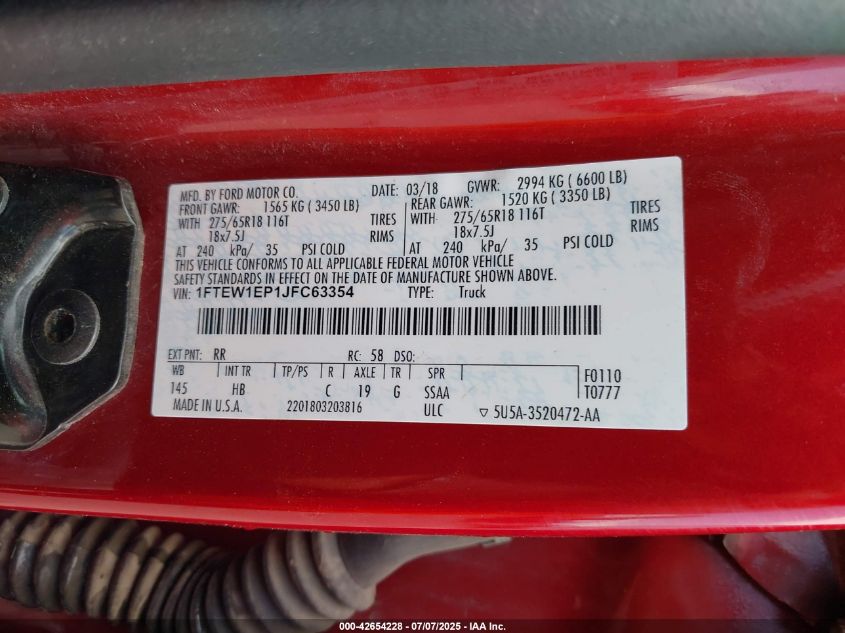 MFD. BY FORD MOTOR CO. DATE: 03/18 GVWR: 2994 KG ( 6600 LB)
FRONT GAWR: 1565 KG ( 3450 LB) REAR GAWR: 1520 KG ( 3350 LB)
WITH 275/65R18 116T TIRES WITH 275/65R18 116T TIRES
18x7.5J RIMS 18x7.5J RIMS
AT 240 kPa/ 35 PSI COLD AT 240 kPa/ 35 PSI COLD
THIS VEHICLE CONFORMS TO ALL APPLICABLE FEDERAL MOTOR VEHICLE
SAFETY STANDARDS IN EFFECT ON THE DATE OF MANUFACTURE SHOWN ABOVE.
VIN: 1FTEW1EP1JFC63354 TYPE: Truck
EXT PNT: RR RC: 58 DSO:
WB INT TR TP/PS R AXLE TR SPR F0110
145 HB C 19 G SSAA T0777
MADE IN U.S.A. 2201803203816 ULC ▽ 5U5A-3520472-AA
000-42654228 - 07/07/2025 - IAA Inc.